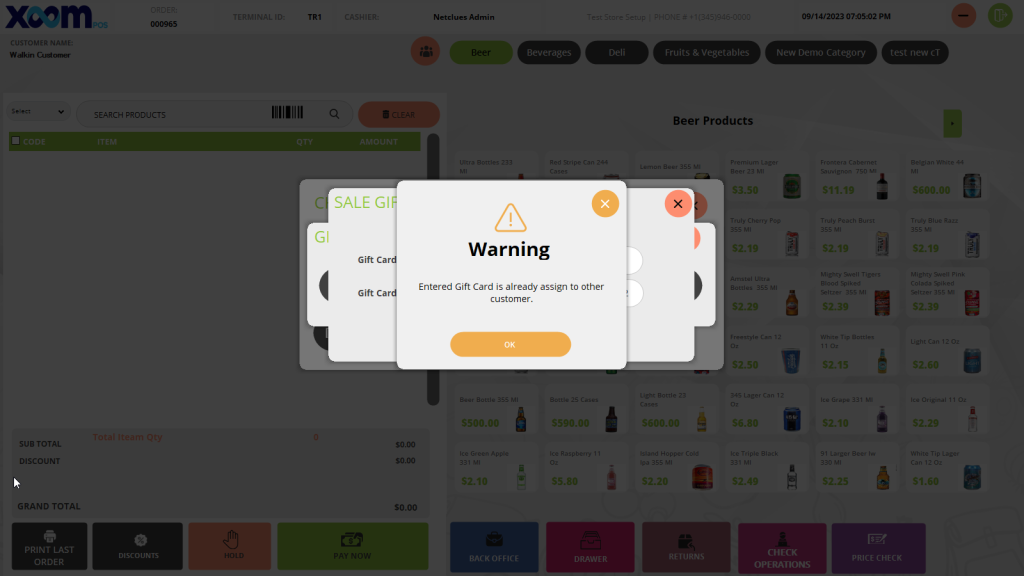 XOOM POS
ORDER:
000965
TERMINAL ID: TR1
CASHIER: Netclues Admin
Test Store Setup | PHONE # +1(345)946-0000
09/14/2023 07:05:02 PM
CUSTOMER NAME:
Walkin Customer
Beer
Beverages
Deli
Fruits & Vegetables
New Demo Category
test new cT
Select
SEARCH PRODUCTS
CLEAR
CODE ITEM QTY AMOUNT
Beer Products
Ultra Bottles 233
Red Stripe Can 244
Cases
Lemon Beer 355 Ml
Premium Lager
Beer 23 Ml
$3.50
Frontera Cabernet
Sauvignon 750 Ml
$11.19
Belgian White 44
Ml
$600.00
Truly Cherry Pop
355 Ml
$2.19
Truly Peach Burst
355 Ml
$2.19
Truly Blue Razz
355 Ml
$2.19
Amstel Ultra
Bottles 355 Ml
$2.29
Mighty Swell Tigers
Blood Spiked
Seltzer 355 Ml
$2.39
Mighty Swell Pink
Colada Spiked
Seltzer 355 Ml
$2.39
Freestyle Can 12
Oz
$2.50
White Tip Bottles
11 Oz
$2.15
Light Can 12 Oz
$2.60
Beer Bottle 355 Ml
$500.00
Bottle 25 Cases
$590.00
Light Bottle 23
Cases
$600.00
345 Lager Can 12
Oz
$6.80
Ice Grape 331 Ml
$2.10
Ice Original 11 Oz
$2.29
Ice Green Apple
331 Ml
$2.10
Ice Raspberry 11
Oz
$5.80
Island Hopper Cold
Ipa 355 Ml
$2.20
Ice Triple Black
331 Ml
$2.49
91 Larger Beer Iw
330 Ml
$2.25
White Tip Lager
Can 12 Oz
$1.60
SALE GIF
GI
Gift Card
Gift Card
Warning
Entered Gift Card is already assign to other
customer.
OK
Total Iteam Qty 0
SUB TOTAL $0.00
DISCOUNT $0.00
GRAND TOTAL $0.00
PRINT LAST
ORDER
DISCOUNTS
HOLD
PAY NOW
BACK OFFICE
DRAWER
RETURNS
CHECK
OPERATIONS
PRICE CHECK